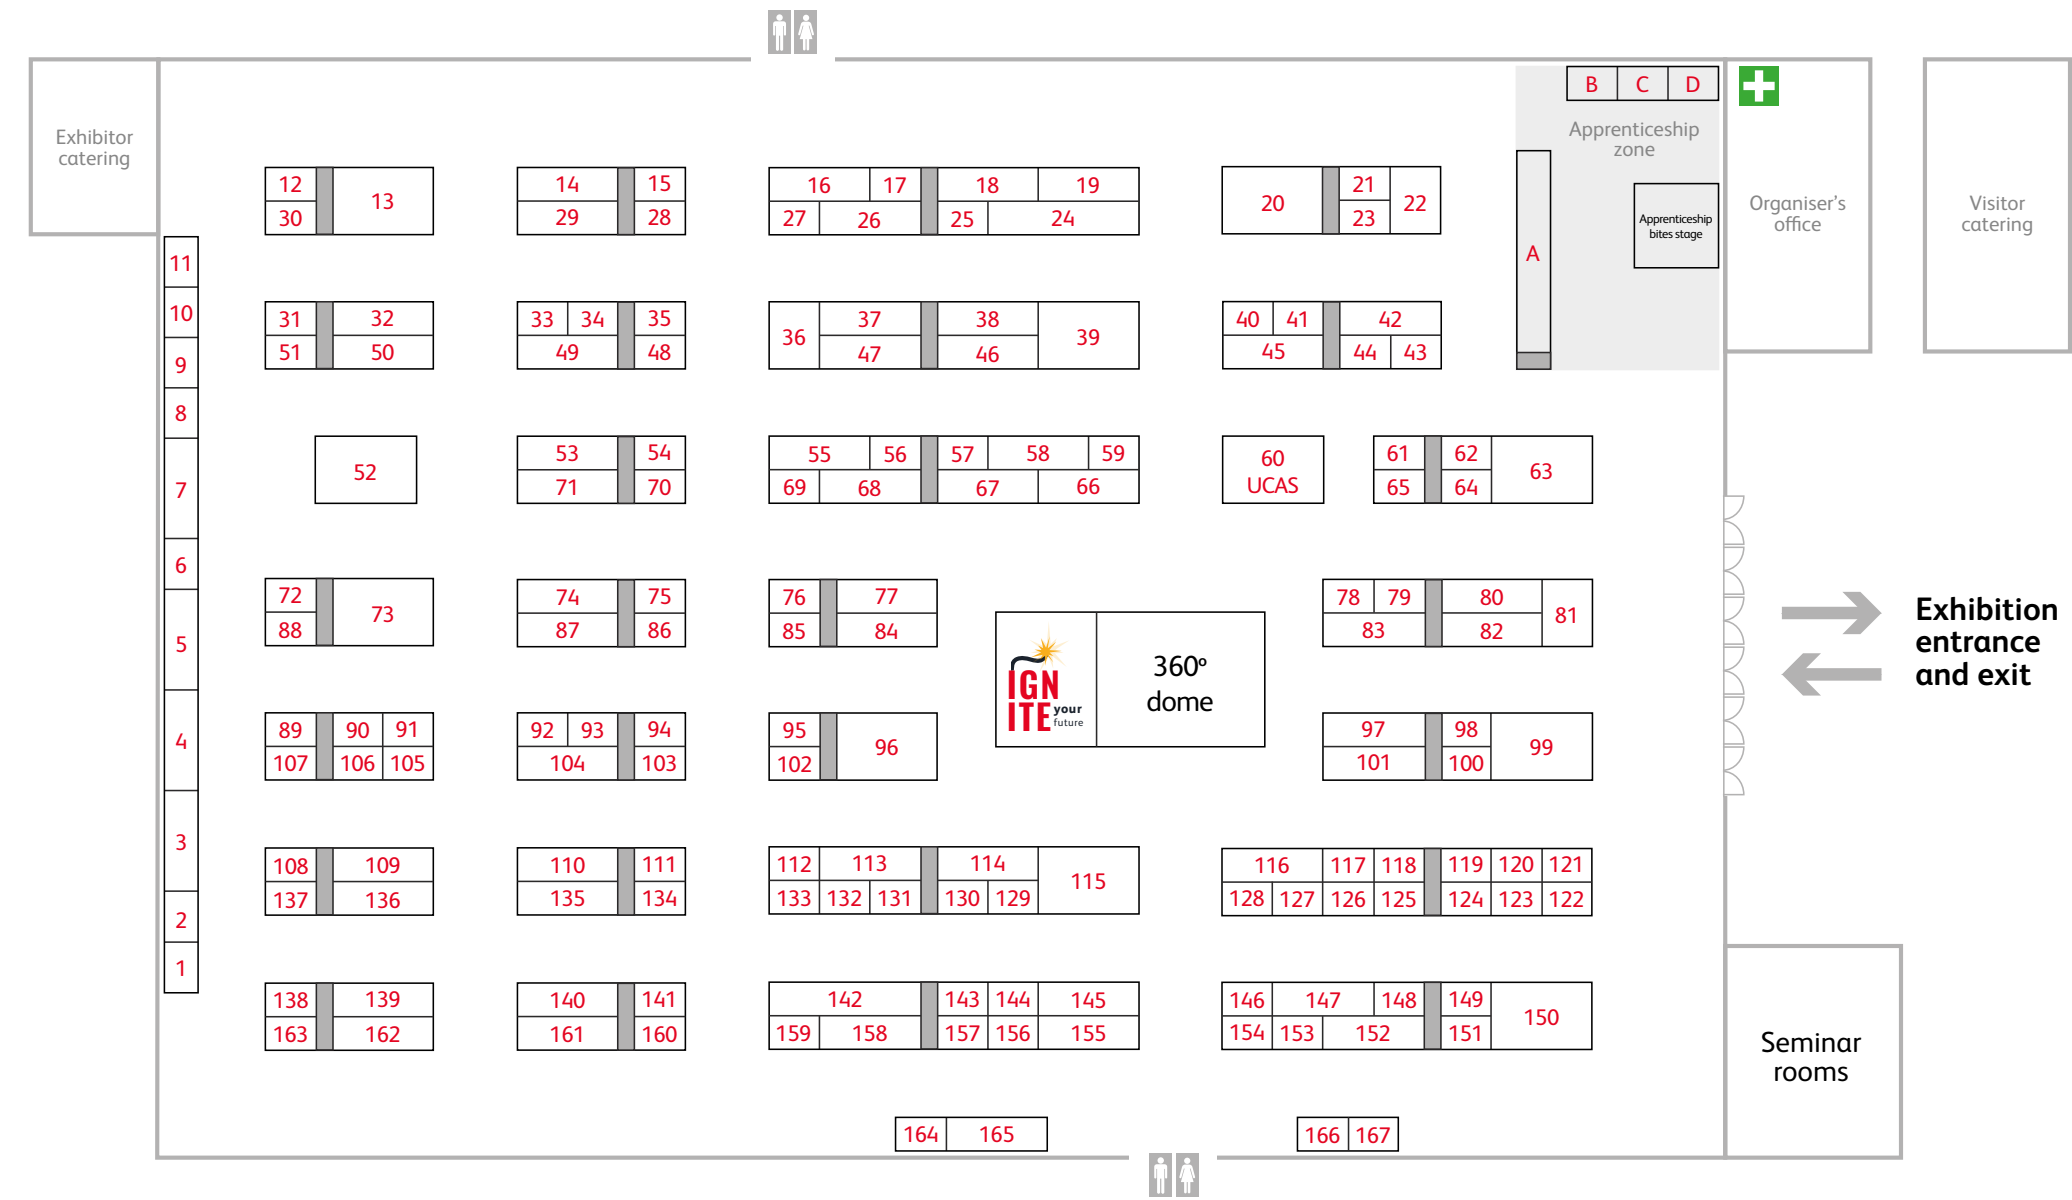 B C D
Exhibitor
catering
Apprenticeship
zone
12 13 14 15 16 17 18 19 20 21 22
30 29 28 27 26 25 24 23
Apprenticeship
bites stage
Organiser's
office
Visitor
catering
A
11
10
9
8
7
6
5
4
3
2
1
31 32 33 34 35 36 37 38 39 40 41 42
51 50 49 48 47 46 45 44 43
52 53 54 55 56 57 58 59 60 61 62 63
UCAS
71 70 69 68 67 66 65 64
72 73 74 75 76 77 78 79 80 81
88 87 86 85 84 83 82
IGN
ITE your
future
360º
dome
Exhibition
entrance
and exit
89 90 91 92 93 94 95 96 97 98 99
107 106 105 104 103 102 101 100
108 109 110 111 112 113 114 115 116 117 118 119 120 121
137 136 135 134 133 132 131 130 129 128 127 126 125 124 123 122
138 139 140 141 142 143 144 145 146 147 148 149 150
163 162 161 160 159 158 157 156 155 154 153 152 151
Seminar
rooms
164 165 166 167